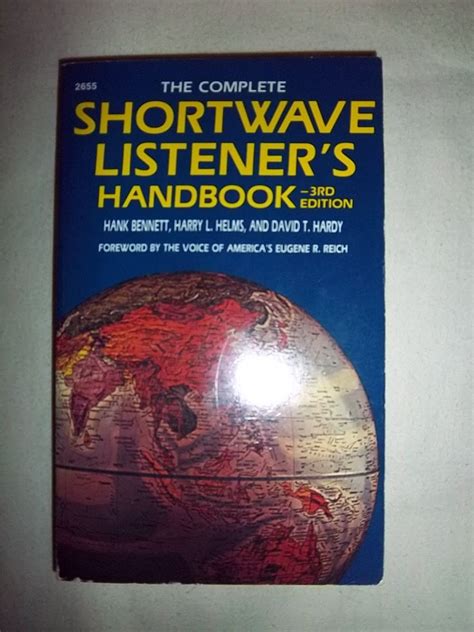 2655
THE COMPLETE
SHORTWAVE
LISTENER'S
HANDBOOK –3RD EDITION
HANK BENNETT, HARRY L. HELMS, AND DAVID T. HARDY
FOREWORD BY THE VOICE OF AMERICA'S EUGENE R. REICH